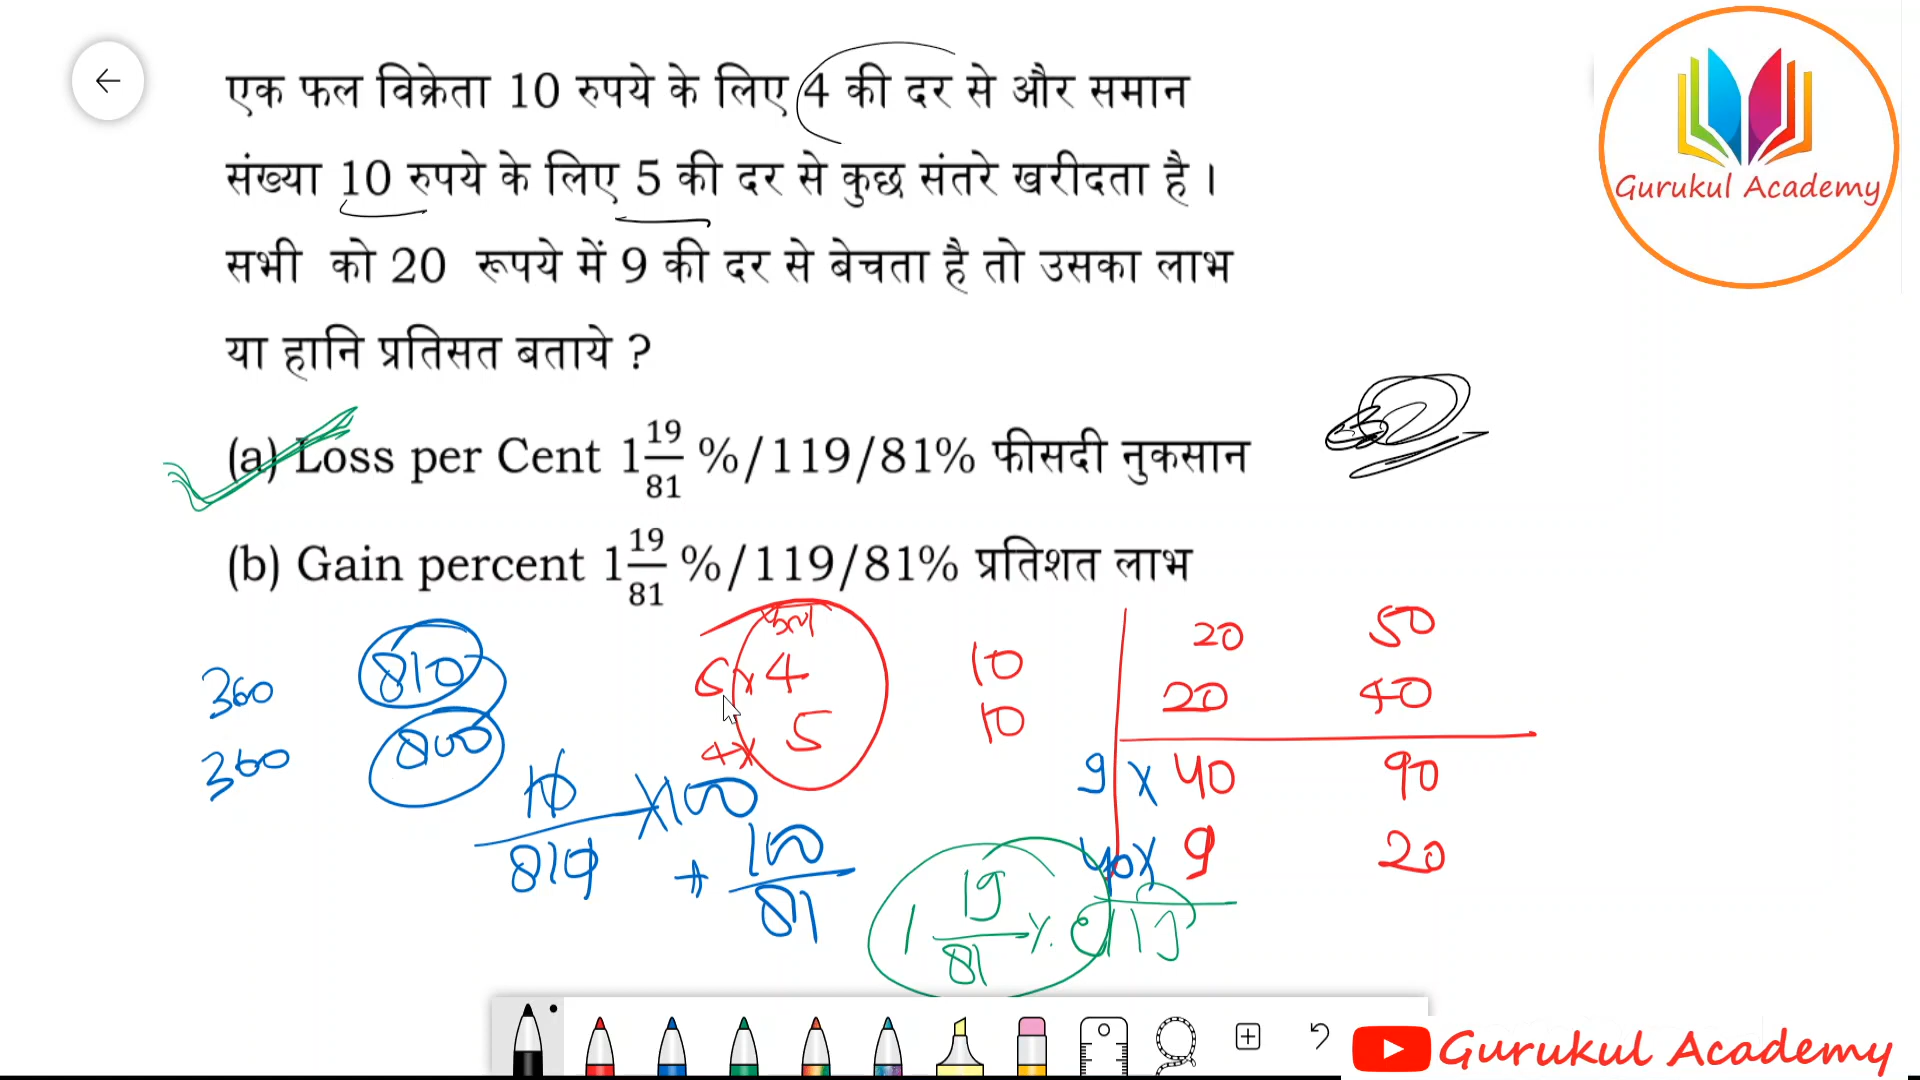 एक फल विक्रेता 10 रुपये के लिए 4 की दर से और समान
संख्या 10 रुपये के लिए 5 की दर से कुछ संतरे खरीदता है ।
सभी को 20 रूपये में 9 की दर से बेचता है तो उसका लाभ
या हानि प्रतिसत बताये ?
(a) Loss per Cent 1 19/81 %/119/81% फीसदी नुकसान
(b) Gain percent 1 19/81 %/119/81% प्रतिशत लाभ
Gurukul Academy
360 810
360 800
10/810 ×100
100/81
फल
5×4 10
4× 5 10
20 50
20 40
9 × 40 90
40× 9 20
1 19/81 %
Gurukul Academy